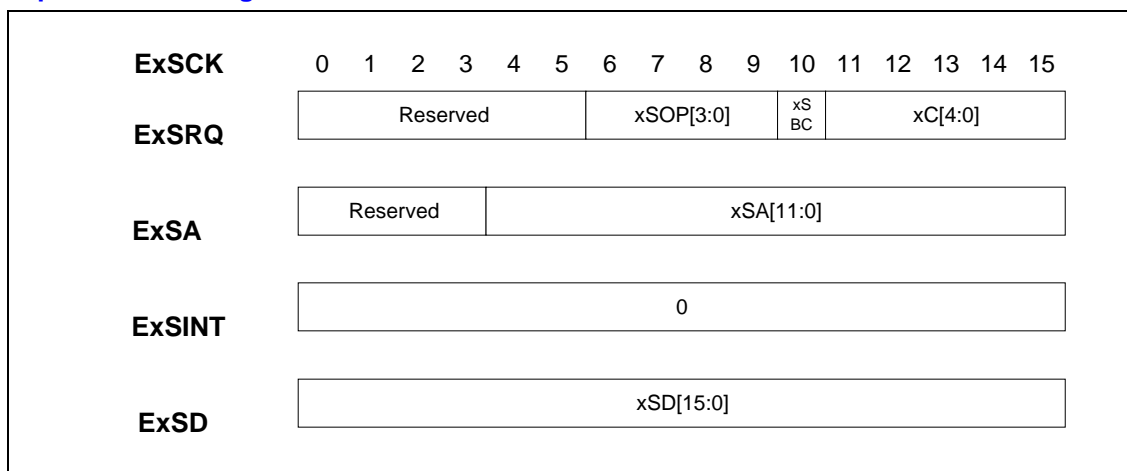 ExSCK 0 1 2 3 4 5 6 7 8 9 10 11 12 13 14 15
ExSRQ Reserved xSOP[3:0] xS BC xC[4:0]
ExSA Reserved xSA[11:0]
ExSINT 0
ExSD xSD[15:0]